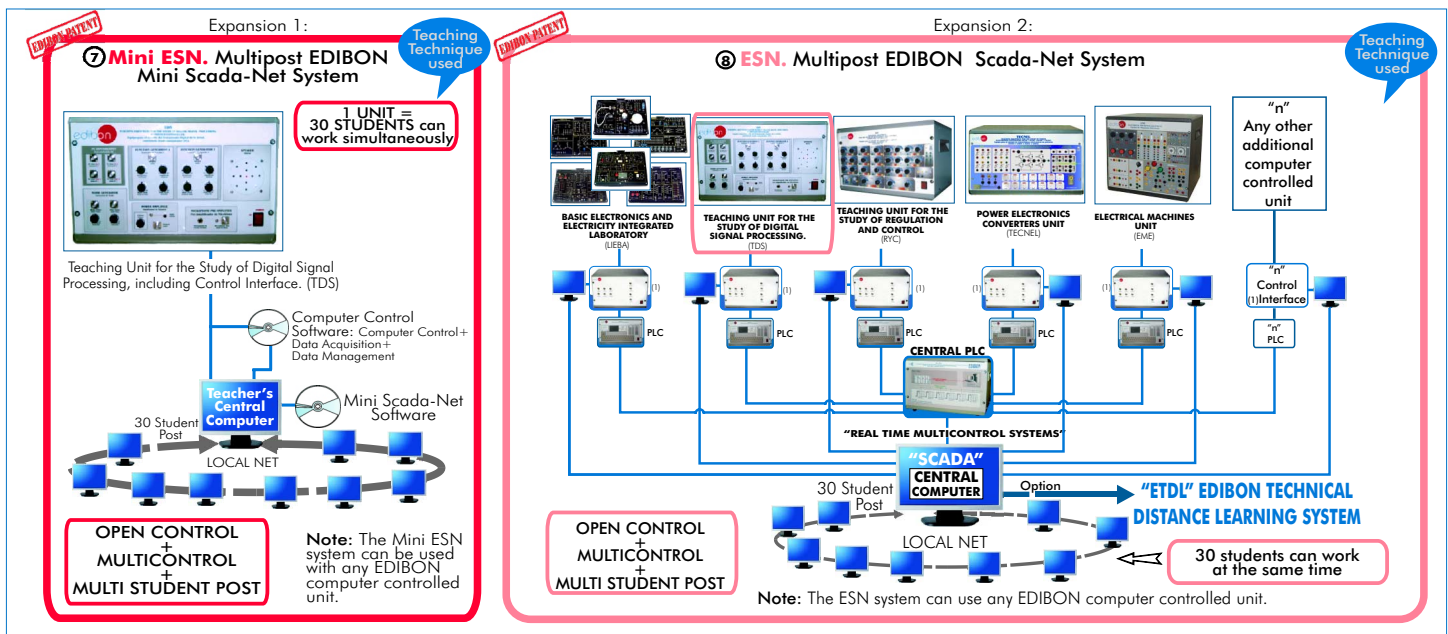 Expansion 1:
EDIBON PATENT
Teaching
Technique
used
7 Mini ESN. Multipost EDIBON
Mini Scada-Net System
1 UNIT =
30 STUDENTS can
work simultaneously
edibon
Teaching Unit for the Study of Digital Signal
Processing, including Control Interface. (TDS)
Computer Control
Software: Computer Control+
Data Acquisition+
Data Management
Teacher's
Central
Computer
Mini Scada-Net
Software
30 Student
Post
LOCAL NET
OPEN CONTROL
+
MULTICONTROL
+
MULTI STUDENT POST
Note: The Mini ESN
system can be used
with any EDIBON
computer controlled
unit.
Expansion 2:
EDIBON PATENT
Teaching
Technique
used
8 ESN. Multipost EDIBON Scada-Net System
BASIC ELECTRONICS AND
ELECTRICITY INTEGRATED
LABORATORY
(LIEBA)
TEACHING UNIT FOR THE
STUDY OF DIGITAL
SIGNAL PROCESSING.
(TDS)
TEACHING UNIT FOR THE
STUDY OF REGULATION
AND CONTROL
(RYC)
POWER ELECTRONICS
CONVERTERS UNIT
(TECNEL)
ELECTRICAL MACHINES
UNIT
(EME)
"n"
Any other
additional
computer
controlled
unit
(1)
(1)
(1)
(1)
(1)
"n"
Control
(1)Interface
PLC
PLC
PLC
PLC
PLC
"n"
PLC
CENTRAL PLC
"REAL TIME MULTICONTROL SYSTEMS"
"SCADA"
CENTRAL
COMPUTER
Option
"ETDL" EDIBON TECHNICAL
DISTANCE LEARNING SYSTEM
30 Student
Post
LOCAL NET
30 students can work
at the same time
OPEN CONTROL
+
MULTICONTROL
+
MULTI STUDENT POST
Note: The ESN system can use any EDIBON computer controlled unit.